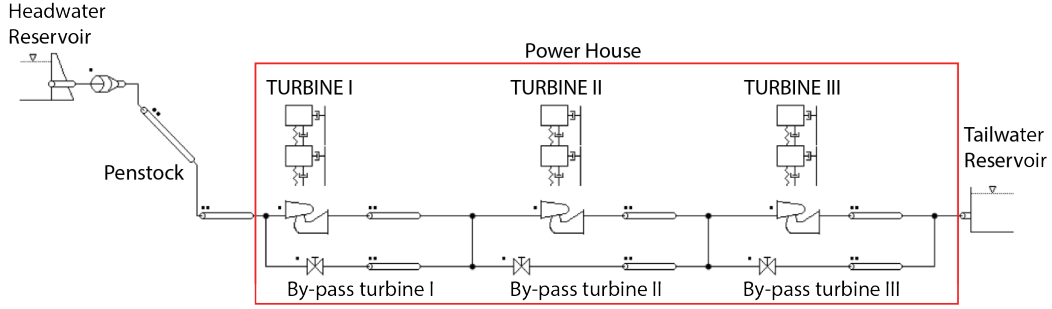 Headwater
Reservoir
Power House
TURBINE I
TURBINE II
TURBINE III
Tailwater
Reservoir
Penstock
By-pass turbine I
By-pass turbine II
By-pass turbine III